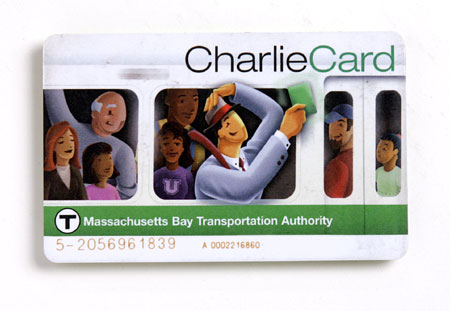 CharlieCard
U
T Massachusetts Bay Transportation Authority
5-2056961839 A 0002216860